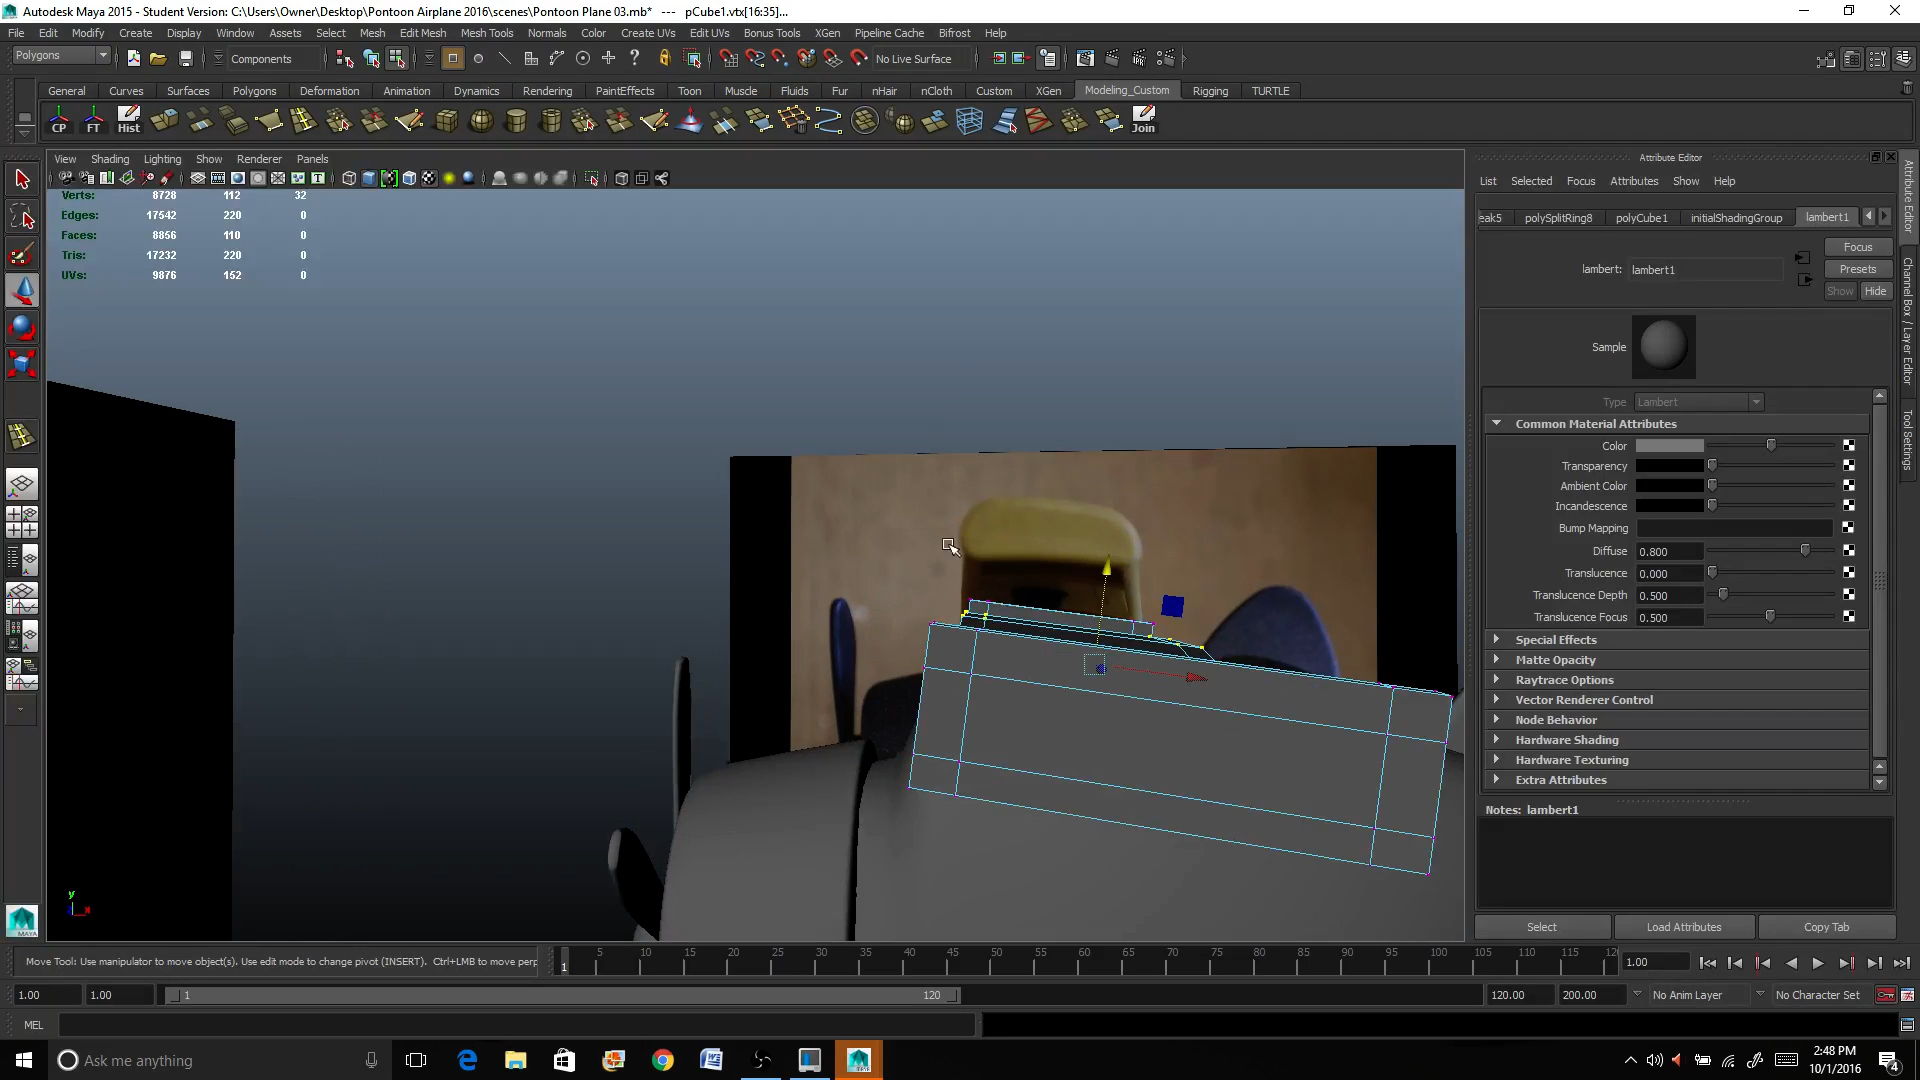 Autodesk Maya 2015 - Student Version: C:\Users\Owner\Desktop\Pontoon Airplane 2016\scenes\Pontoon Plane 03.mb* --- pCube1.vtx[16:35]...
File Edit Modify Create Display Window Assets Select Mesh Edit Mesh Mesh Tools Normals Color Create UVs Edit UVs Bonus Tools XGen Pipeline Cache Bifrost Help
Polygons Components No Live Surface
General Curves Surfaces Polygons Deformation Animation Dynamics Rendering PaintEffects Toon Muscle Fluids Fur nHair nCloth Custom XGen Modeling_Custom Rigging TURTLE
CP FT Hist Join
View Shading Lighting Show Renderer Panels
Verts: 8728 112 32
Edges: 17542 220 0
Faces: 8856 110 0
Tris: 17232 220 0
UVs: 9876 152 0
y
x
MAYA
Attribute Editor
List Selected Focus Attributes Show Help
eak5 polySplitRing8 polyCube1 initialShadingGroup lambert1
Focus
lambert: lambert1 Presets
Show Hide
Sample
Type Lambert
Common Material Attributes
Color
Transparency
Ambient Color
Incandescence
Bump Mapping
Diffuse 0.800
Translucence 0.000
Translucence Depth 0.500
Translucence Focus 0.500
Special Effects
Matte Opacity
Raytrace Options
Vector Renderer Control
Node Behavior
Hardware Shading
Hardware Texturing
Extra Attributes
Notes: lambert1
Select Load Attributes Copy Tab
Attribute Editor
Channel Box / Layer Editor
Tool Settings
Move Tool: Use manipulator to move object(s). Use edit mode to change pivot (INSERT). Ctrl+LMB to move perp
1 5 10 15 20 25 30 35 40 45 50 55 60 65 70 75 80 85 90 95 100 105 110 115 12 1.00
1.00 1.00 1 120 120.00 200.00 No Anim Layer No Character Set
MEL
Ask me anything
2:48 PM
10/1/2016
4